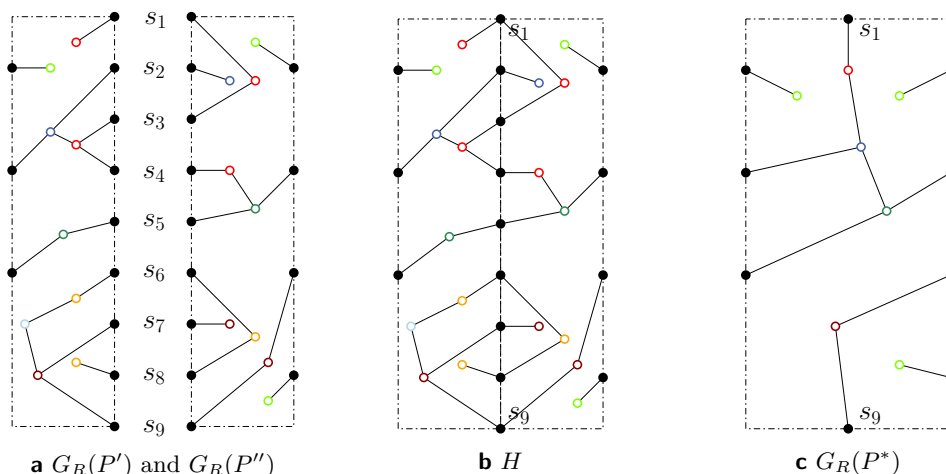 s₁
s₂
s₃
s₄
s₅
s₆
s₇
s₈
s₉
a G_R(P′) and G_R(P″)
s₁
s₉
b H
s₁
s₉
c G_R(P*)